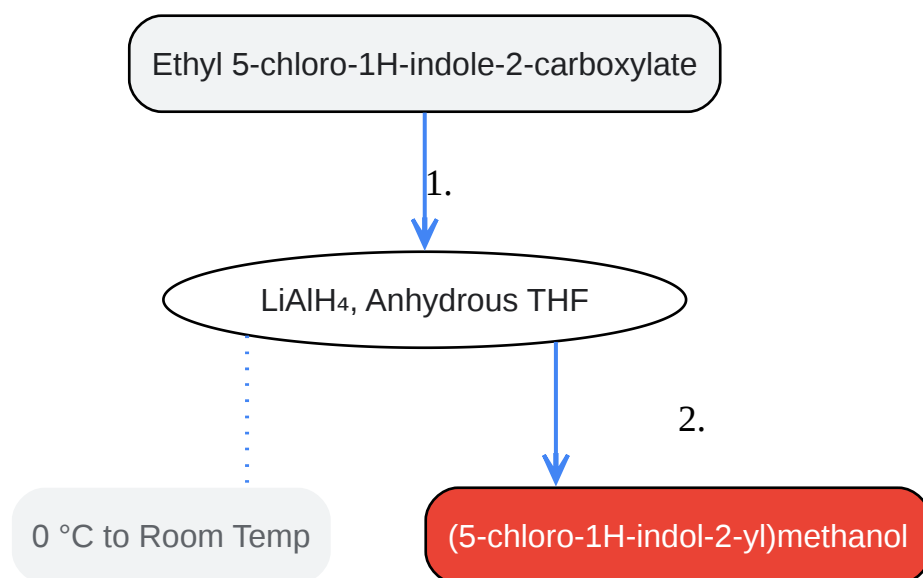 Ethyl 5-chloro-1H-indole-2-carboxylate
1.
LiAlH₄, Anhydrous THF
2.
0 °C to Room Temp
(5-chloro-1H-indol-2-yl)methanol